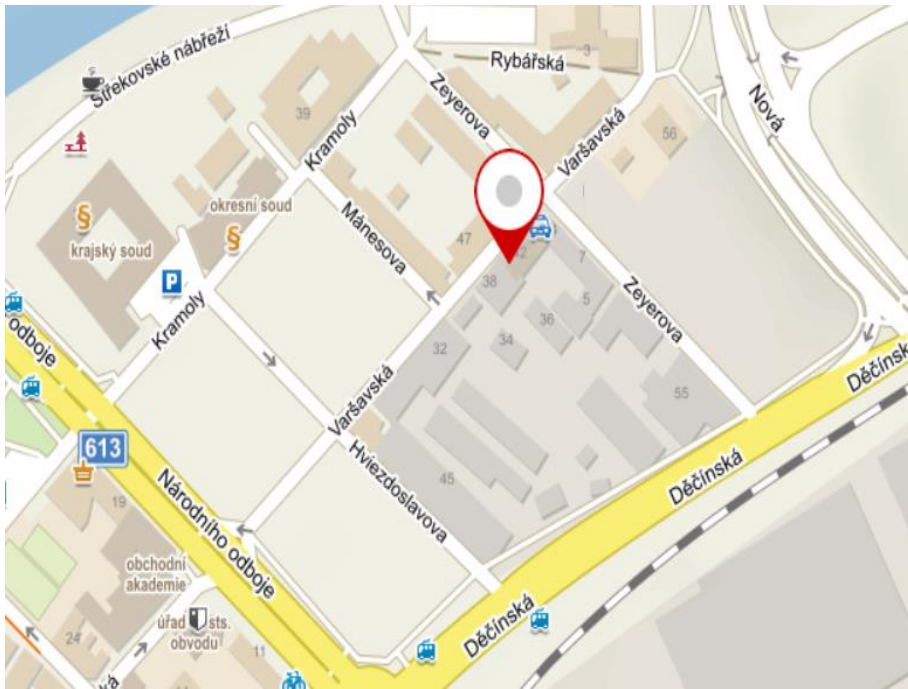 Střekovské nábřeží
Rybářská
3
Nová
Zeyerova
39
Kramoly
Varšavská
56
okresní soud
§
Mánesova
§
krajský soud
47
7
38
5
Zeyerova
P
Kramoly
36
34
32
odboje
Děčínská
Varšavská
55
613
Hviezdoslavova
45
Děčínská
19
Národního odboje
obchodní
akademie
úřad
sts.
obvodu
24
Děčínská
11
ská